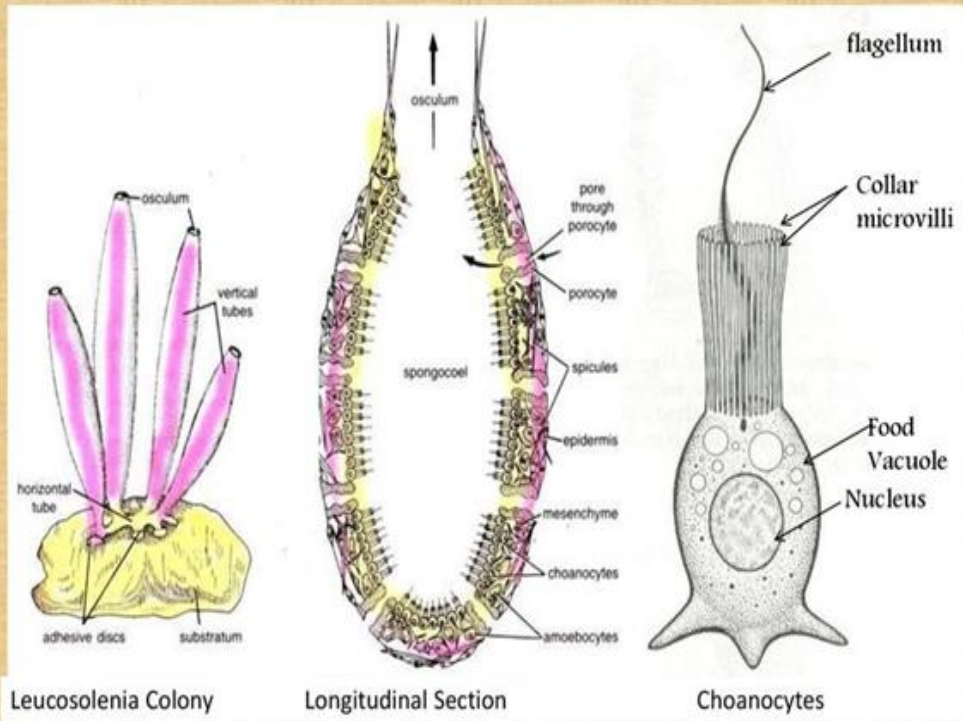 osculum
vertical
tubes
horizontal
tube
adhesive discs
substratum
Leucosolenia Colony
osculum
pore
through
porocyte
porocyte
spongocoel
spicules
epidermis
mesenchyme
choanocytes
amoebocytes
Longitudinal Section
flagellum
Collar
microvilli
Food
Vacuole
Nucleus
Choanocytes